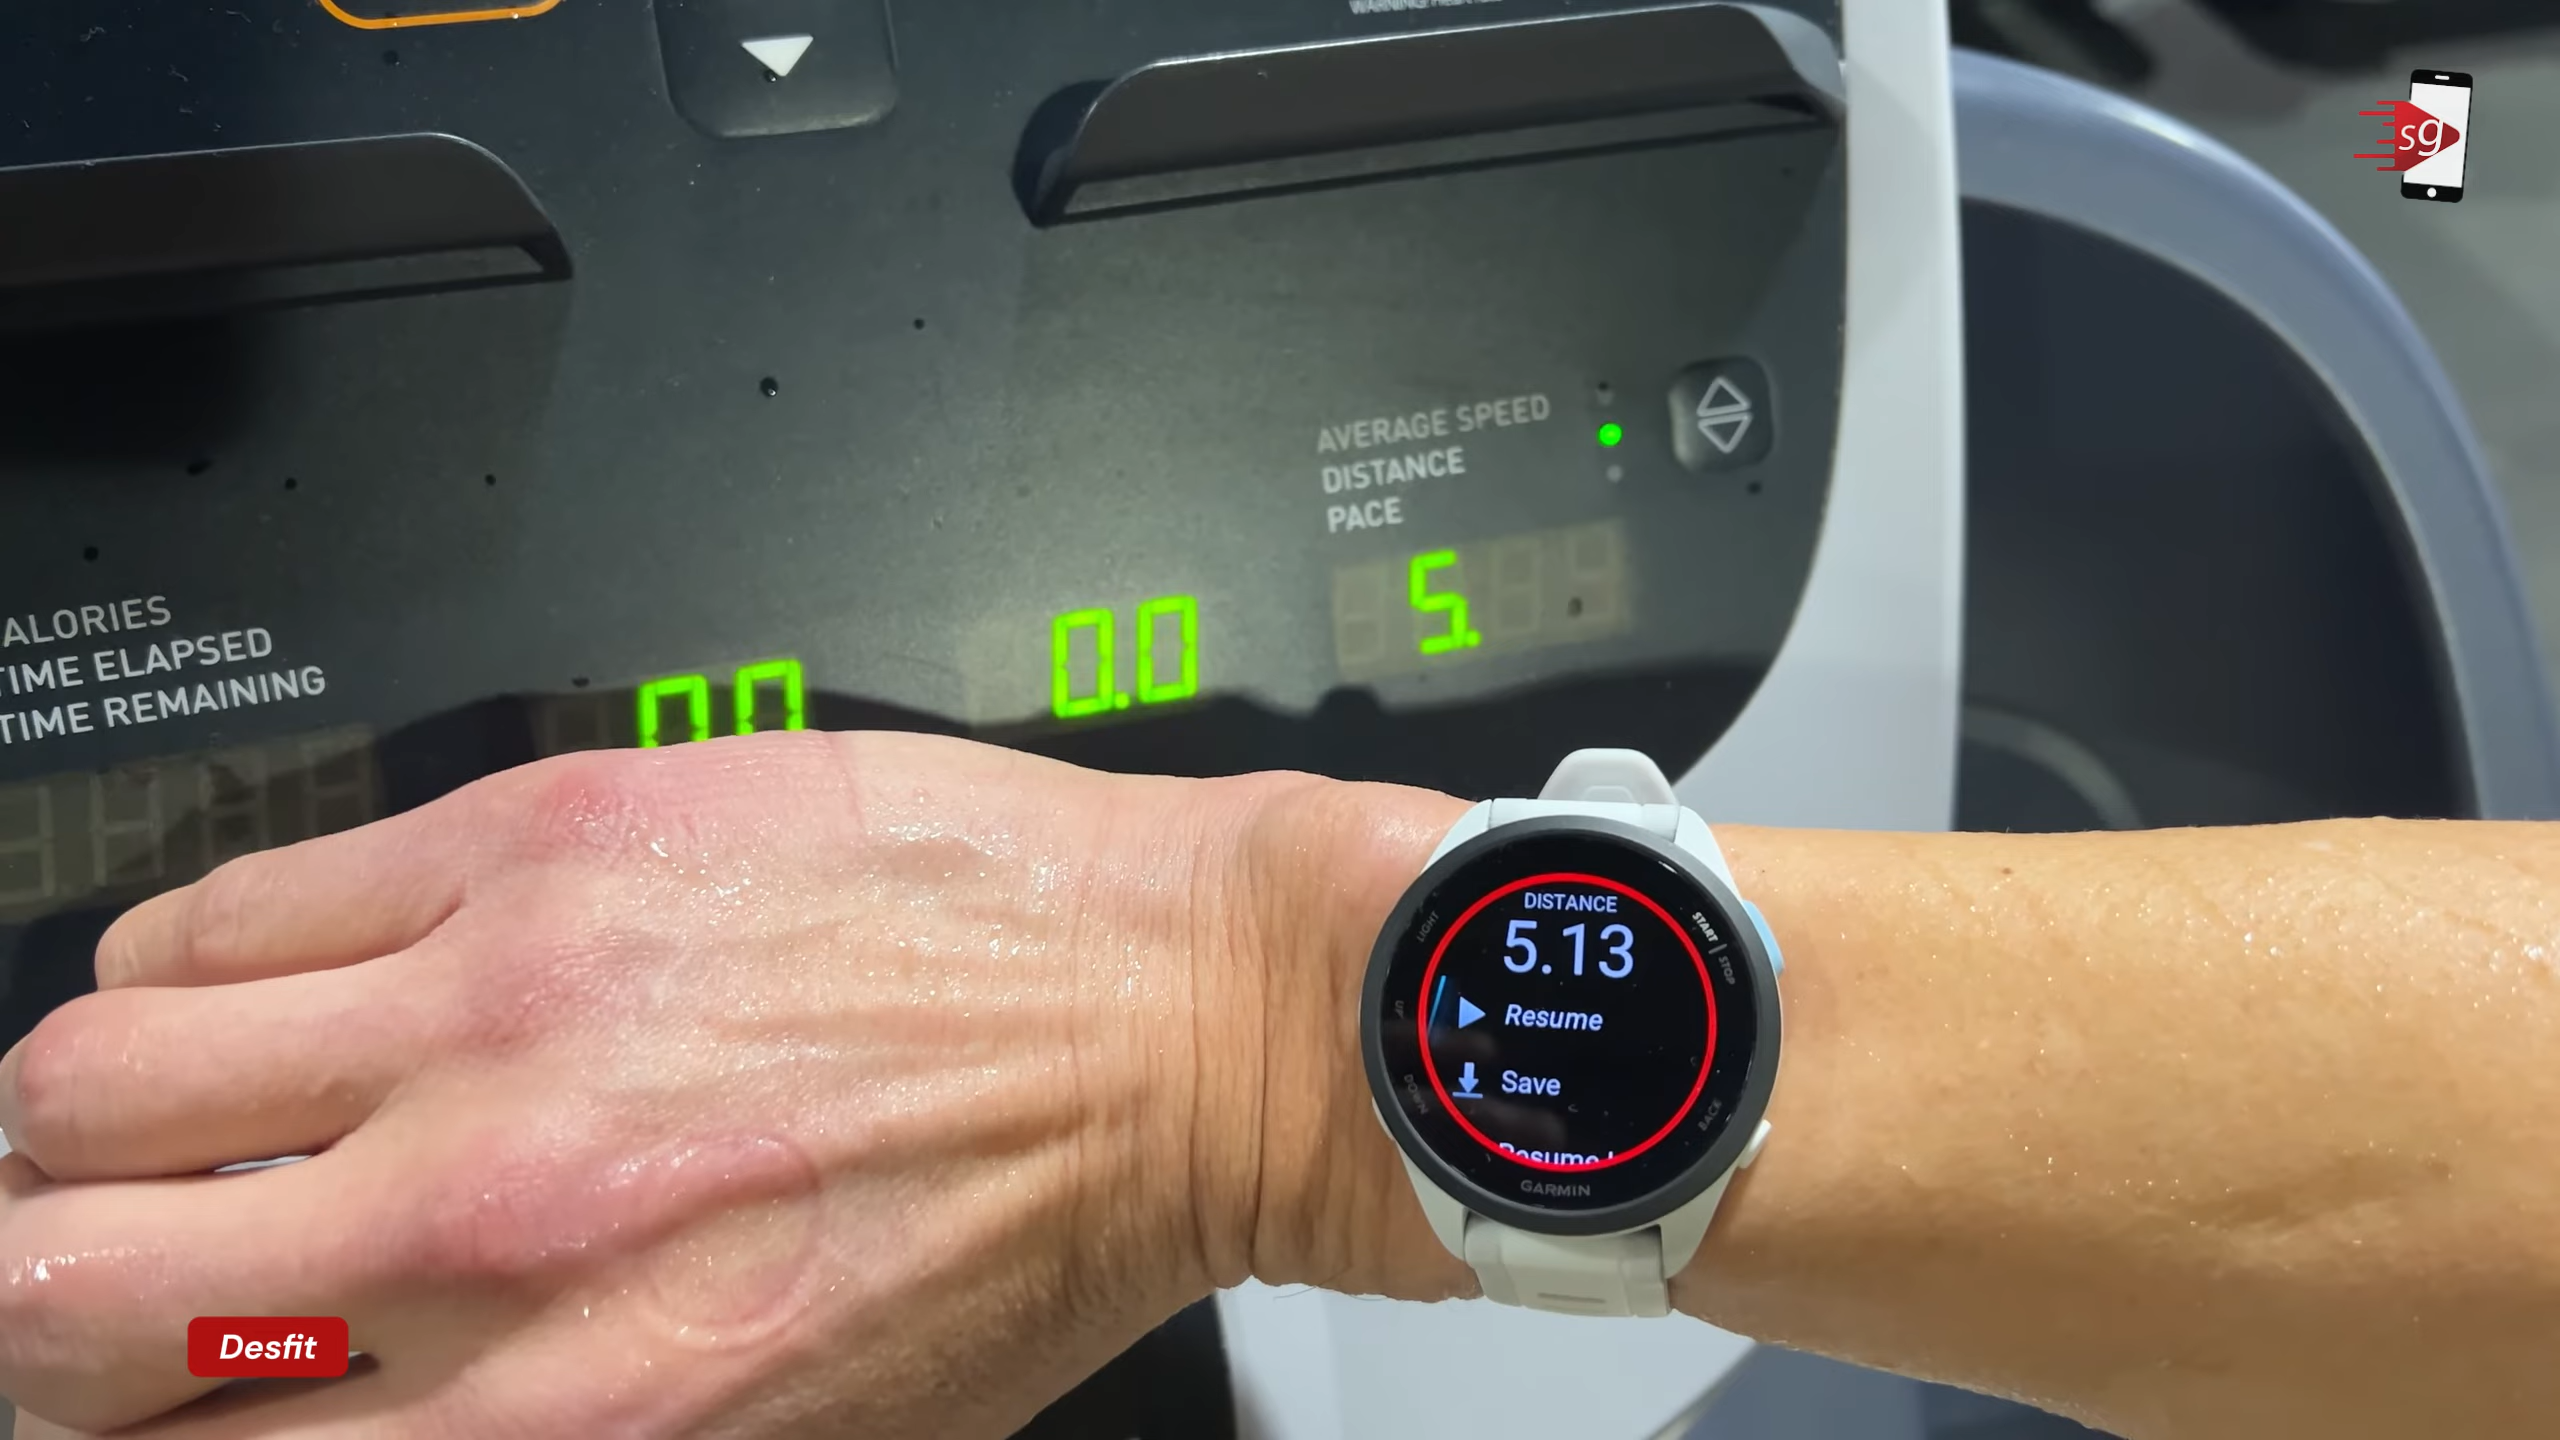 sg
AVERAGE SPEED
DISTANCE
PACE
5.
0.0
ALORIES
TIME ELAPSED
TIME REMAINING
LIGHT
START | STOP
UP
DOWN
BACK
DISTANCE
5.13
Resume
Save
GARMIN
Desfit